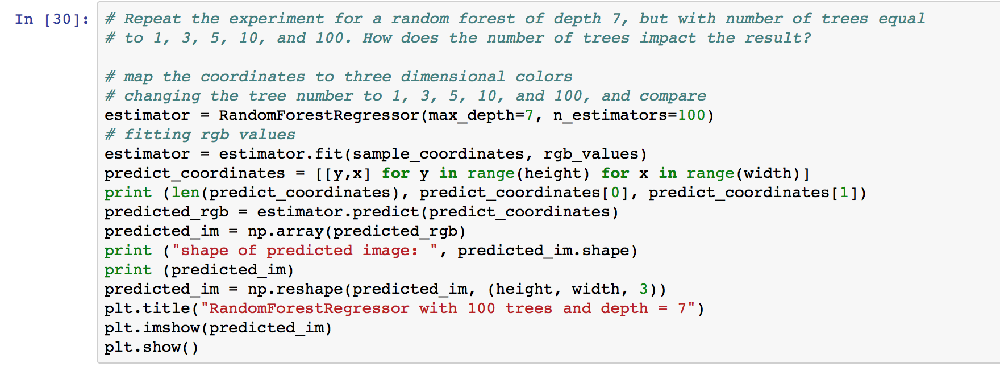 In [30]: # Repeat the experiment for a random forest of depth 7, but with number of trees equal
# to 1, 3, 5, 10, and 100. How does the number of trees impact the result?
# map the coordinates to three dimensional colors
# changing the tree number to 1, 3, 5, 10, and 100, and compare
estimator = RandomForestRegressor(max_depth=7, n_estimators=100)
# fitting rgb values
estimator = estimator.fit(sample_coordinates, rgb_values)
predict_coordinates = [[y,x] for y in range(height) for x in range(width)]
print (len(predict_coordinates), predict_coordinates[0], predict_coordinates[1])
predicted_rgb = estimator.predict(predict_coordinates)
predicted_im = np.array(predicted_rgb)
print ("shape of predicted image: ", predicted_im.shape)
print (predicted_im)
predicted_im = np.reshape(predicted_im, (height, width, 3))
plt.title("RandomForestRegressor with 100 trees and depth = 7")
plt.imshow(predicted_im)
plt.show()